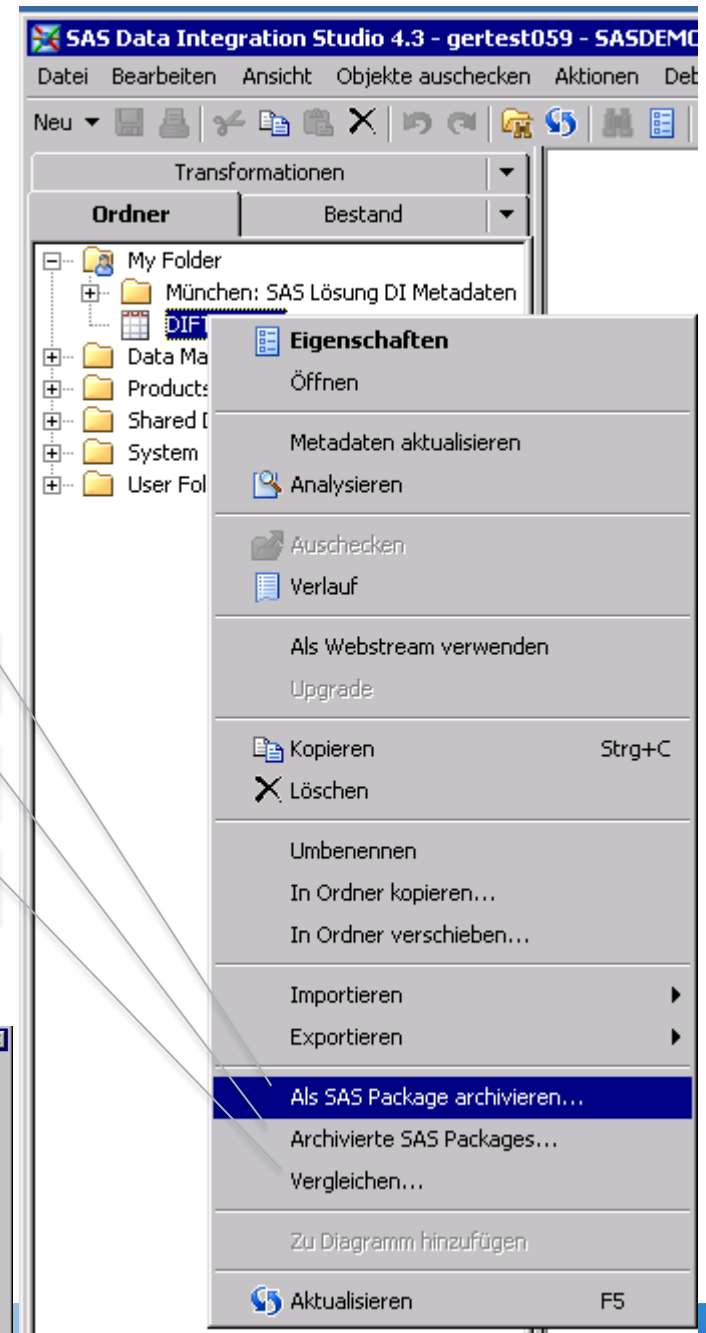 SAS Data Integration Studio 4.3 - gertest059 - SASDEMO
Datei Bearbeiten Ansicht Objekte auschecken Aktionen
Neu
Transformationen
Ordner Bestand
My Folder
München: SAS Lösung DI Metadaten
Data
Products
Shared
System
User
Eigenschaften
Öffnen
Metadaten aktualisieren
Analysieren
Auschecken
Verlauf
Als Webstream verwenden
Upgrade
Kopieren Strg+C
Löschen
Umbenennen
In Ordner kopieren...
In Ordner verschieben...
Importieren
Exportieren
Als SAS Package archivieren...
Archivierte SAS Packages...
Vergleichen...
Zu Diagramm hinzufügen
Aktualisieren F5